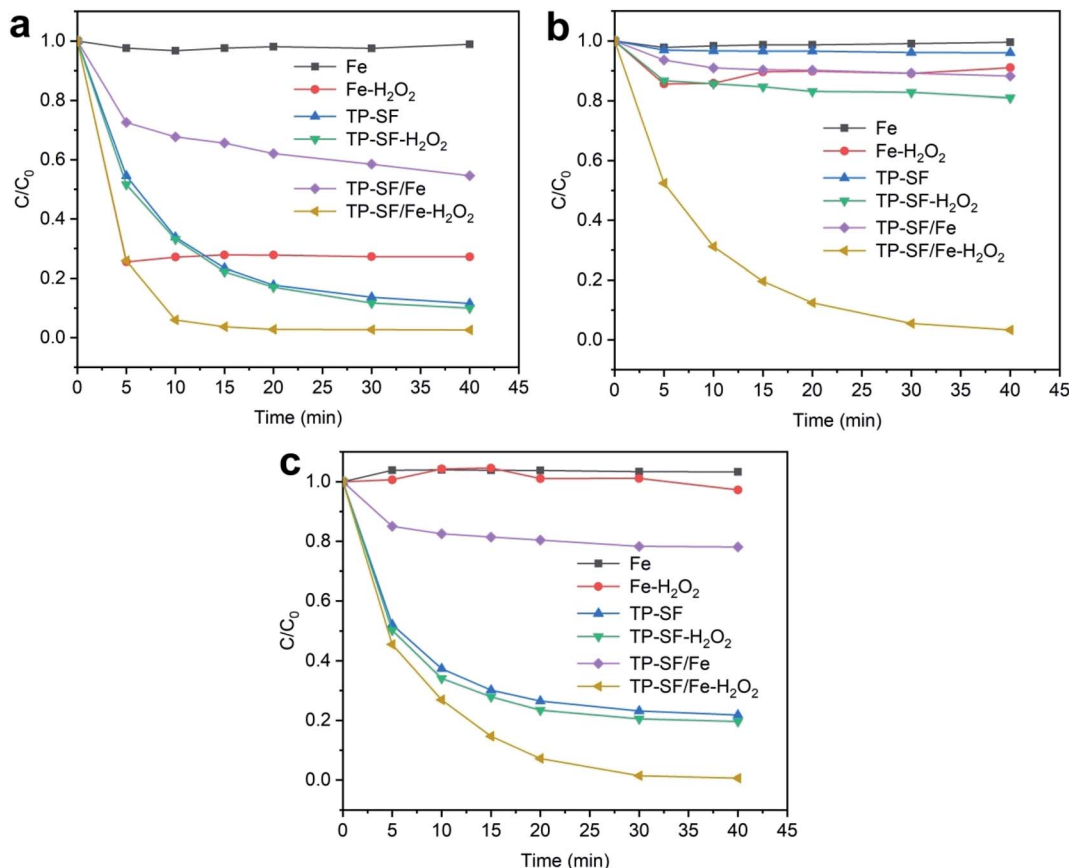 a
C/C₀
1.0
0.8
0.6
0.4
0.2
0.0
Fe
Fe-H₂O₂
TP-SF
TP-SF-H₂O₂
TP-SF/Fe
TP-SF/Fe-H₂O₂
0 5 10 15 20 25 30 35 40 45
Time (min)
b
C/C₀
1.0
0.8
0.6
0.4
0.2
0.0
Fe
Fe-H₂O₂
TP-SF
TP-SF-H₂O₂
TP-SF/Fe
TP-SF/Fe-H₂O₂
0 5 10 15 20 25 30 35 40 45
Time (min)
c
C/C₀
1.0
0.8
0.6
0.4
0.2
0.0
Fe
Fe-H₂O₂
TP-SF
TP-SF-H₂O₂
TP-SF/Fe
TP-SF/Fe-H₂O₂
0 5 10 15 20 25 30 35 40 45
Time (min)